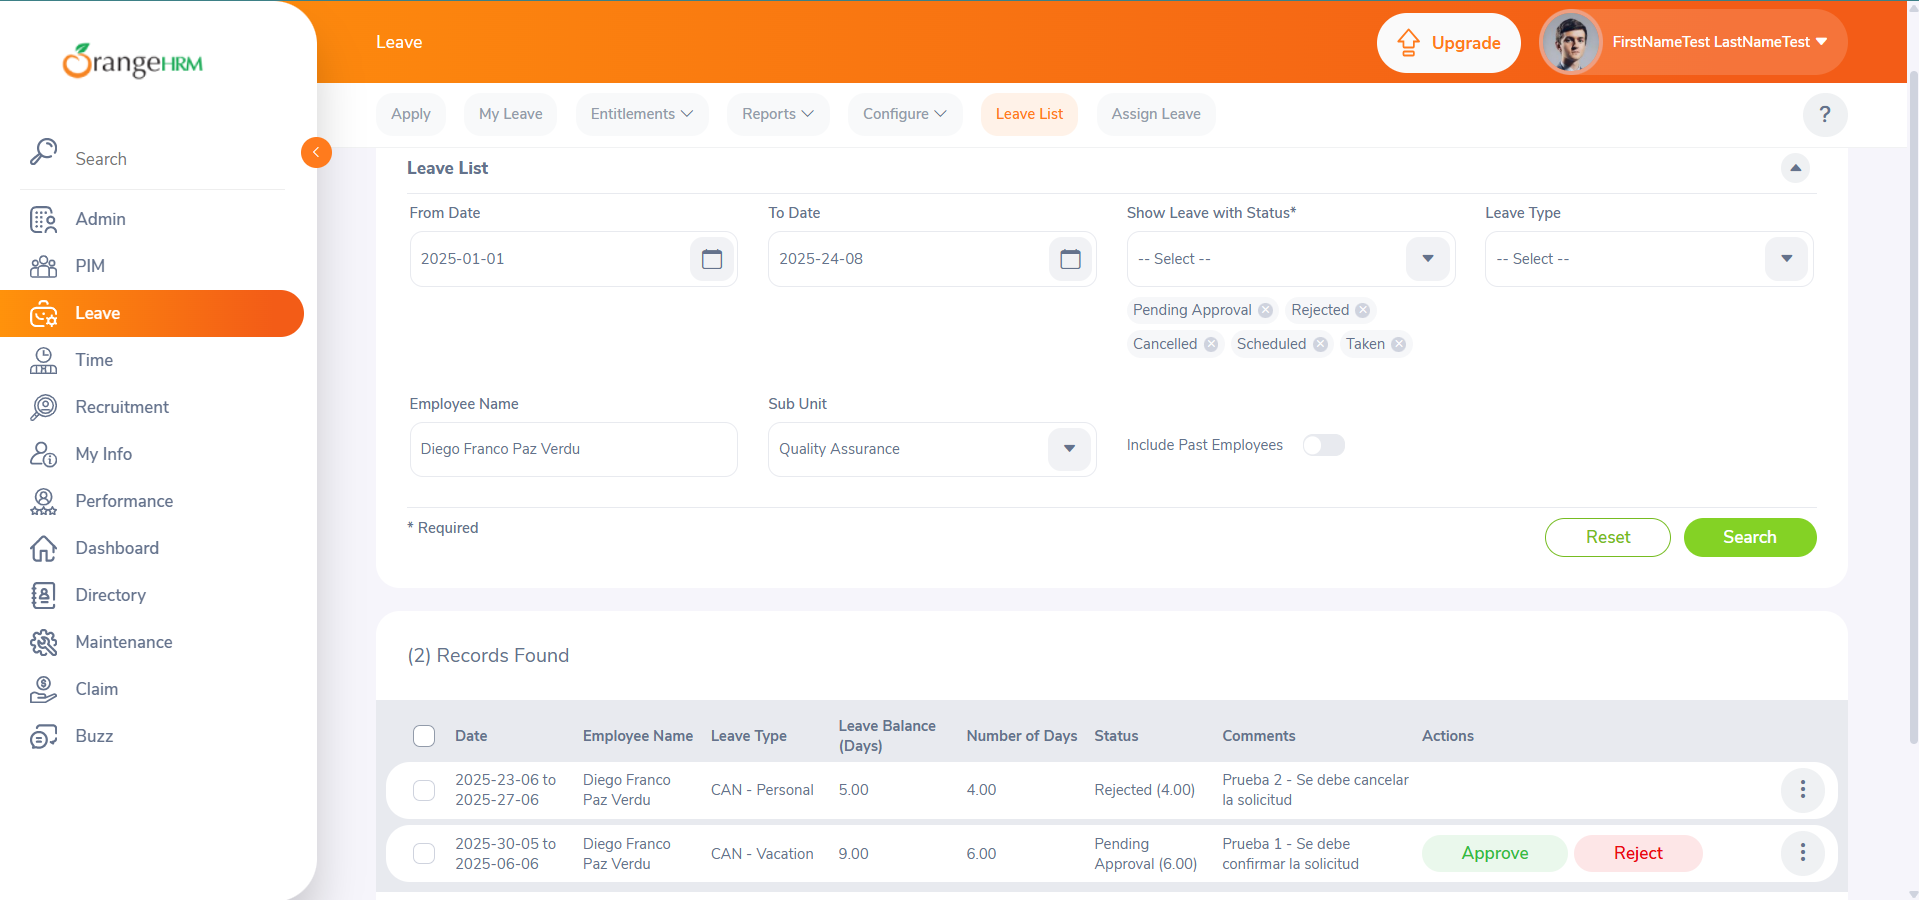 OrangeHRM
Leave
Upgrade
FirstNameTest LastNameTest
Apply
My Leave
Entitlements
Reports
Configure
Leave List
Assign Leave
?
Search
Admin
PIM
Leave
Time
Recruitment
My Info
Performance
Dashboard
Directory
Maintenance
Claim
Buzz
Leave List
From Date
To Date
Show Leave with Status*
Leave Type
2025-01-01
2025-24-08
-- Select --
-- Select --
Pending Approval
Rejected
Cancelled
Scheduled
Taken
Employee Name
Sub Unit
Diego Franco Paz Verdu
Quality Assurance
Include Past Employees
* Required
Reset
Search
(2) Records Found
Date
Employee Name
Leave Type
Leave Balance
(Days)
Number of Days
Status
Comments
Actions
2025-23-06 to
2025-27-06
Diego Franco
Paz Verdu
CAN - Personal
5.00
4.00
Rejected (4.00)
Prueba 2 - Se debe cancelar
la solicitud
2025-30-05 to
2025-06-06
Diego Franco
Paz Verdu
CAN - Vacation
9.00
6.00
Pending
Approval (6.00)
Prueba 1 - Se debe
confirmar la solicitud
Approve
Reject